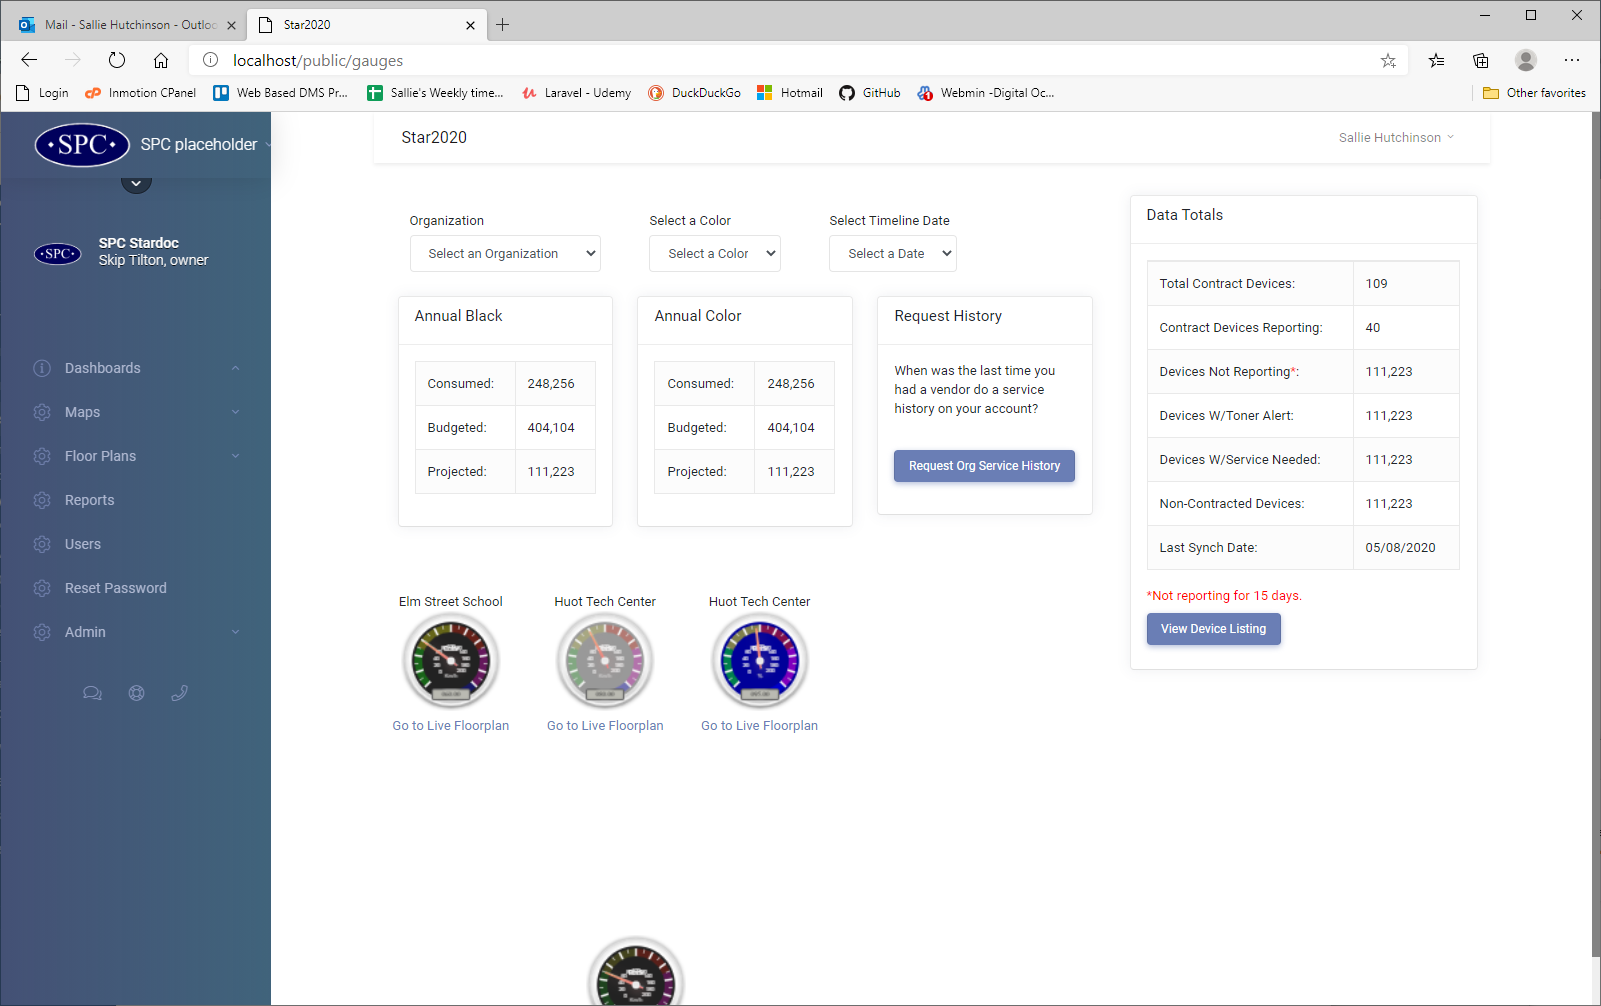 Mail - Sallie Hutchinson - Outloo
Star2020
localhost/public/gauges
Login
Inmotion CPanel
Web Based DMS Pr...
Sallie's Weekly time...
Laravel - Udemy
DuckDuckGo
Hotmail
GitHub
Webmin -Digital Oc...
Other favorites
·SPC·
SPC placeholder
Star2020
Sallie Hutchinson
·SPC·
SPC Stardoc
Skip Tilton, owner
Dashboards
Maps
Floor Plans
Reports
Users
Reset Password
Admin
Organization
Select an Organization
Select a Color
Select a Color
Select Timeline Date
Select a Date
Annual Black
Consumed: 248,256
Budgeted: 404,104
Projected: 111,223
Annual Color
Consumed: 248,256
Budgeted: 404,104
Projected: 111,223
Request History
When was the last time you
had a vendor do a service
history on your account?
Request Org Service History
Data Totals
Total Contract Devices: 109
Contract Devices Reporting: 40
Devices Not Reporting*: 111,223
Devices W/Toner Alert: 111,223
Devices W/Service Needed: 111,223
Non-Contracted Devices: 111,223
Last Synch Date: 05/08/2020
*Not reporting for 15 days.
View Device Listing
Elm Street School
Go to Live Floorplan
Huot Tech Center
Go to Live Floorplan
Huot Tech Center
Go to Live Floorplan